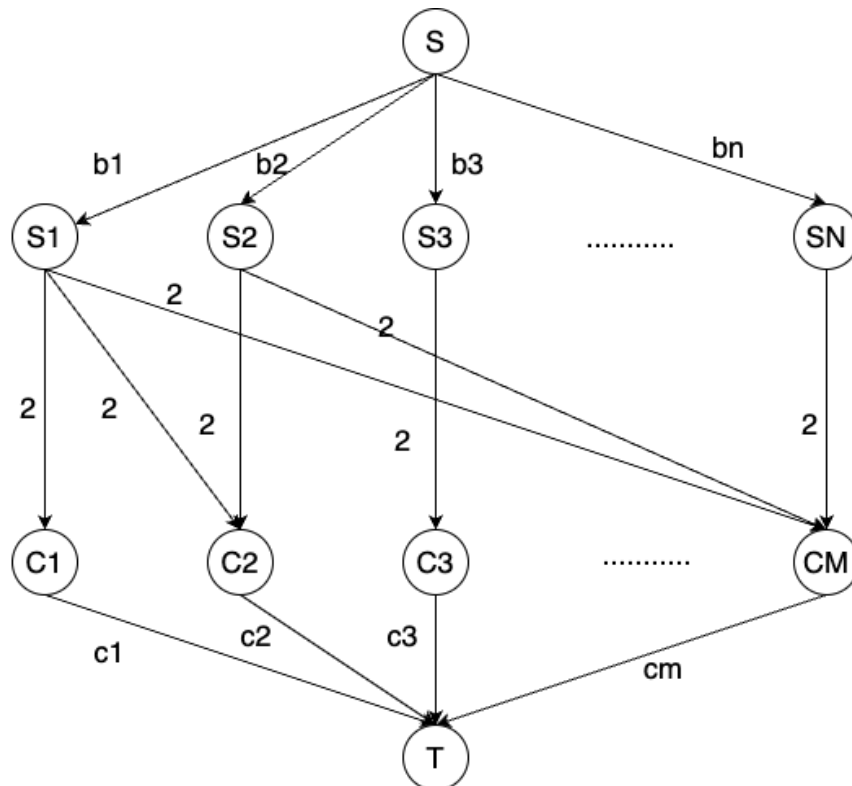 S
b1 b2 b3 bn
S1 S2 S3 ........... SN
2 2
2 2 2 2 2
C1 C2 C3 ........... CM
c1 c2 c3 cm
T